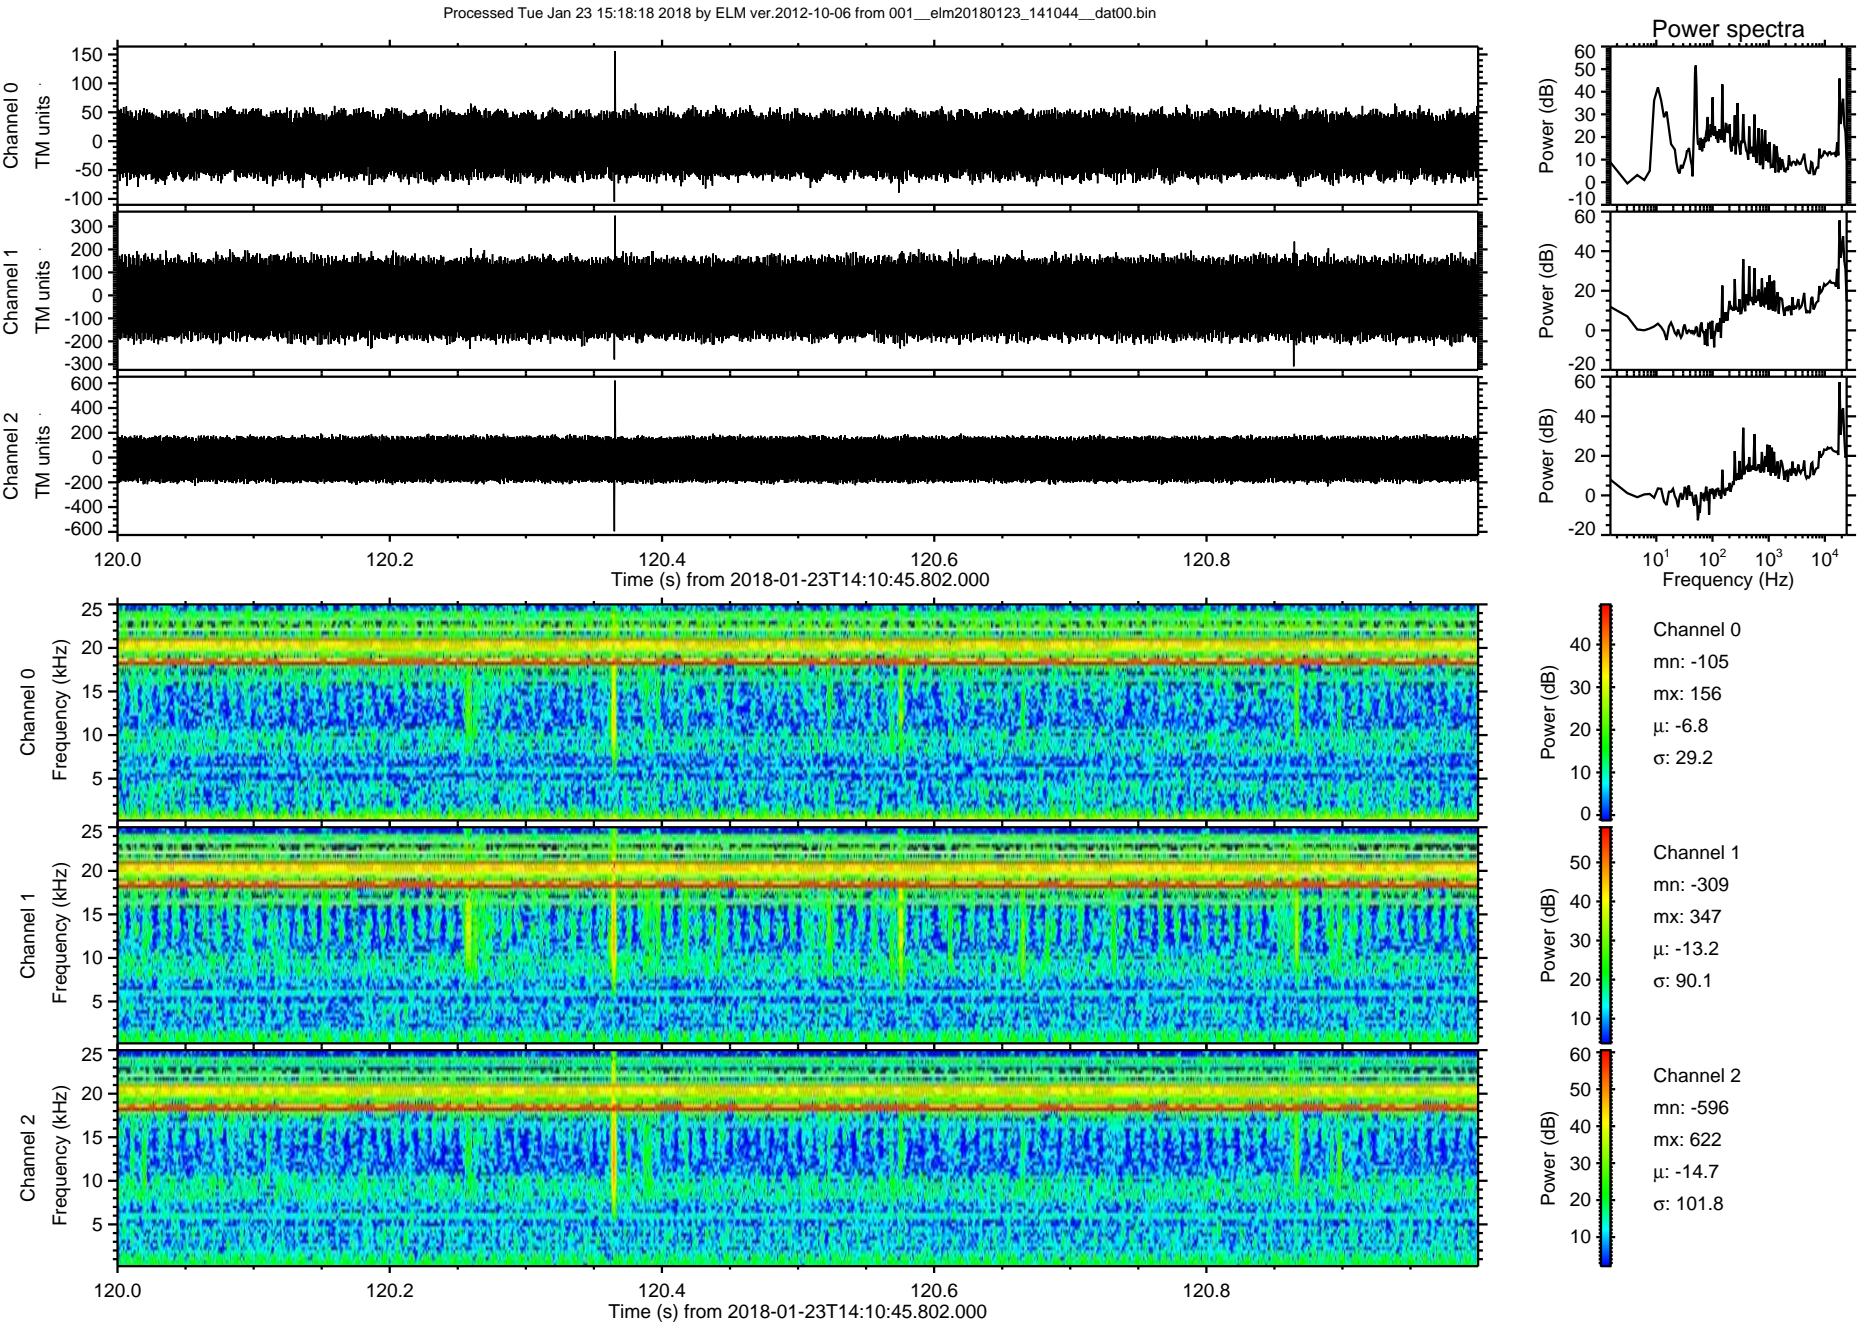 Processed Tue Jan 23 15:18:18 2018 by ELM ver.2012-10-06 from 001__elm20180123_141044__dat00.bin
Power spectra
Channel 0
TM units
150
100
50
0
-50
-100
Power (dB)
60
50
40
30
20
10
0
-10
Channel 1
TM units
300
200
100
0
-100
-200
-300
Power (dB)
60
40
20
0
-20
Channel 2
TM units
600
400
200
0
-200
-400
-600
Power (dB)
60
40
20
0
-20
120.0 120.2 120.4 120.6 120.8
Time (s) from 2018-01-23T14:10:45.802.000
10¹ 10² 10³ 10⁴
Frequency (Hz)
Channel 0
Frequency (kHz)
25
20
15
10
5
Power (dB)
40
30
20
10
0
Channel 0
mn: -105
mx: 156
μ: -6.8
σ: 29.2
Channel 1
Frequency (kHz)
25
20
15
10
5
Power (dB)
50
40
30
20
10
Channel 1
mn: -309
mx: 347
μ: -13.2
σ: 90.1
Channel 2
Frequency (kHz)
25
20
15
10
5
Power (dB)
60
50
40
30
20
10
Channel 2
mn: -596
mx: 622
μ: -14.7
σ: 101.8
120.0 120.2 120.4 120.6 120.8
Time (s) from 2018-01-23T14:10:45.802.000